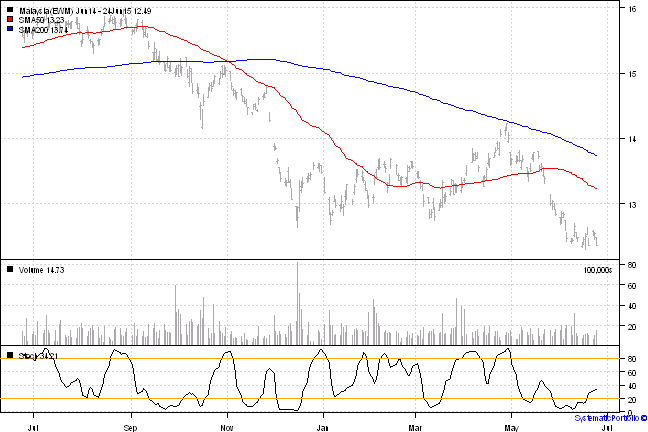 Malaysia (EWM) Jun14 - 24Jun15 12.49
SMA50 13.23
SMA200 13.74
16
15
14
13
Volume 14.73
100,000s
80
60
40
20
Stoch 34.21
80
60
40
20
0
Jul Sep Nov Jan Mar May Jul
SystematicPortfolio ©